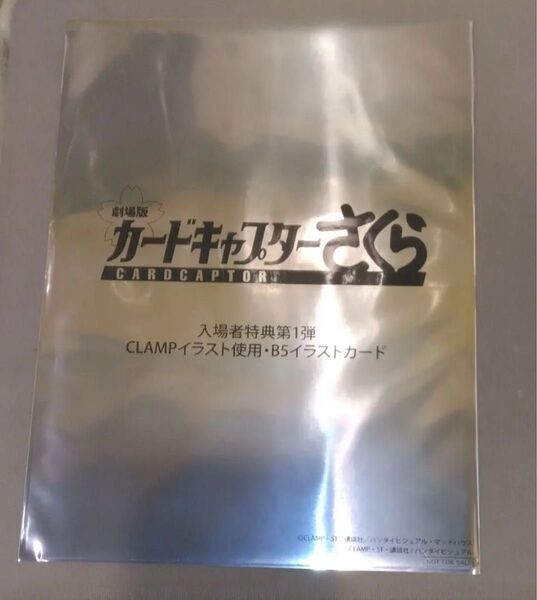 劇場版
カードキャプターさくら
CARDCAPTOR
入場者特典第1弾
CLAMPイラスト使用・B5イラストカード
©CLAMP・ST・講談社/バンダイビジュアル・マッドハウス
CLAMP・ST・講談社/バンダイビジュアル
NOT FOR SALE